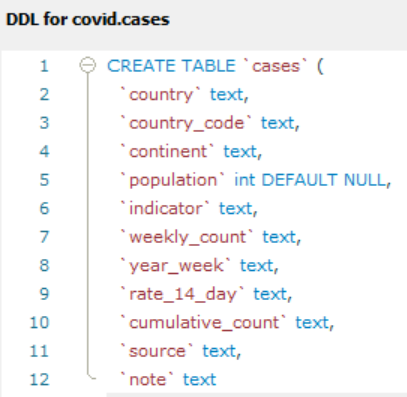 DDL for covid.cases
1 CREATE TABLE `cases` (
2 `country` text,
3 `country_code` text,
4 `continent` text,
5 `population` int DEFAULT NULL,
6 `indicator` text,
7 `weekly_count` text,
8 `year_week` text,
9 `rate_14_day` text,
10 `cumulative_count` text,
11 `source` text,
12 `note` text